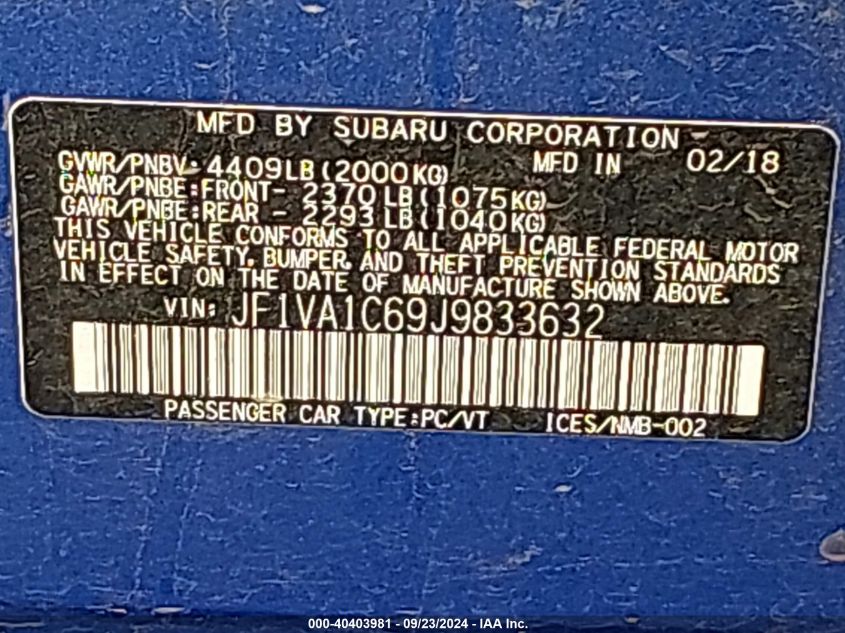 MFD BY SUBARU CORPORATION
GVWR/PNBV: 4409LB(2000KG) MFD IN 02/18
GAWR/PNBE:FRONT- 2370LB(1075KG)
GAWR/PNBE:REAR - 2293LB(1040KG)
THIS VEHICLE CONFORMS TO ALL APPLICABLE FEDERAL MOTOR
VEHICLE SAFETY, BUMPER, AND THEFT PREVENTION STANDARDS
IN EFFECT ON THE DATE OF MANUFACTURE SHOWN ABOVE.
VIN: JF1VA1C69J9833632
PASSENGER CAR TYPE:PC/VT ICES/NMB-002
000-40403981 - 09/23/2024 - IAA Inc.